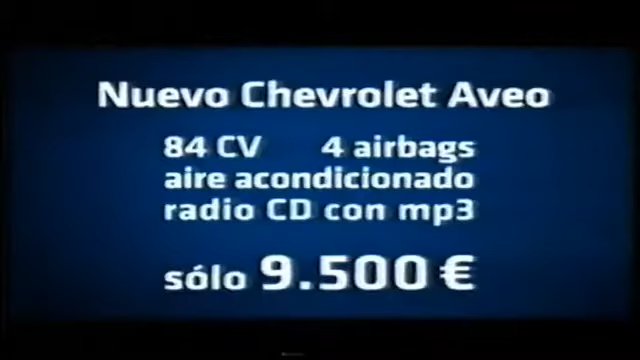 Nuevo Chevrolet Aveo
84 CV 4 airbags
aire acondicionado
radio CD con mp3
sólo 9.500 €